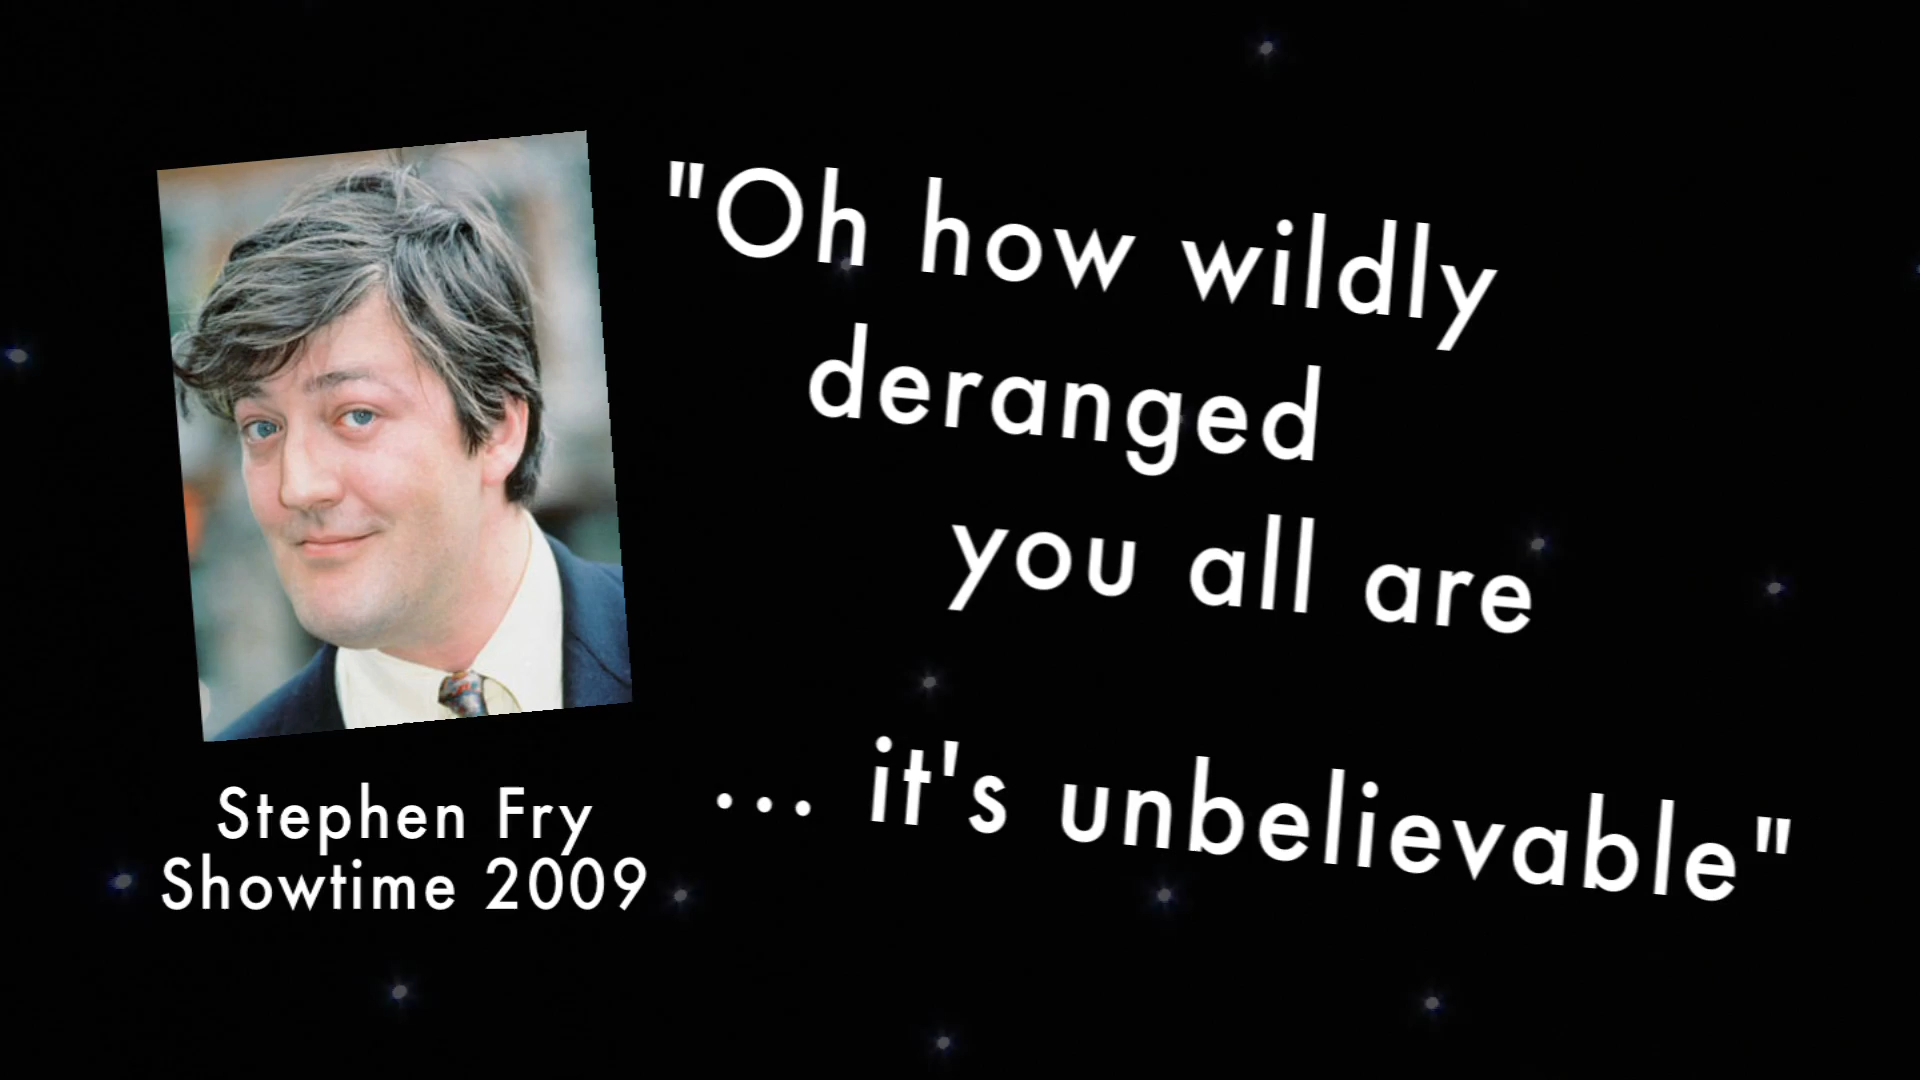 "Oh how wildly
deranged
you all are
... it's unbelievable"
Stephen Fry
Showtime 2009